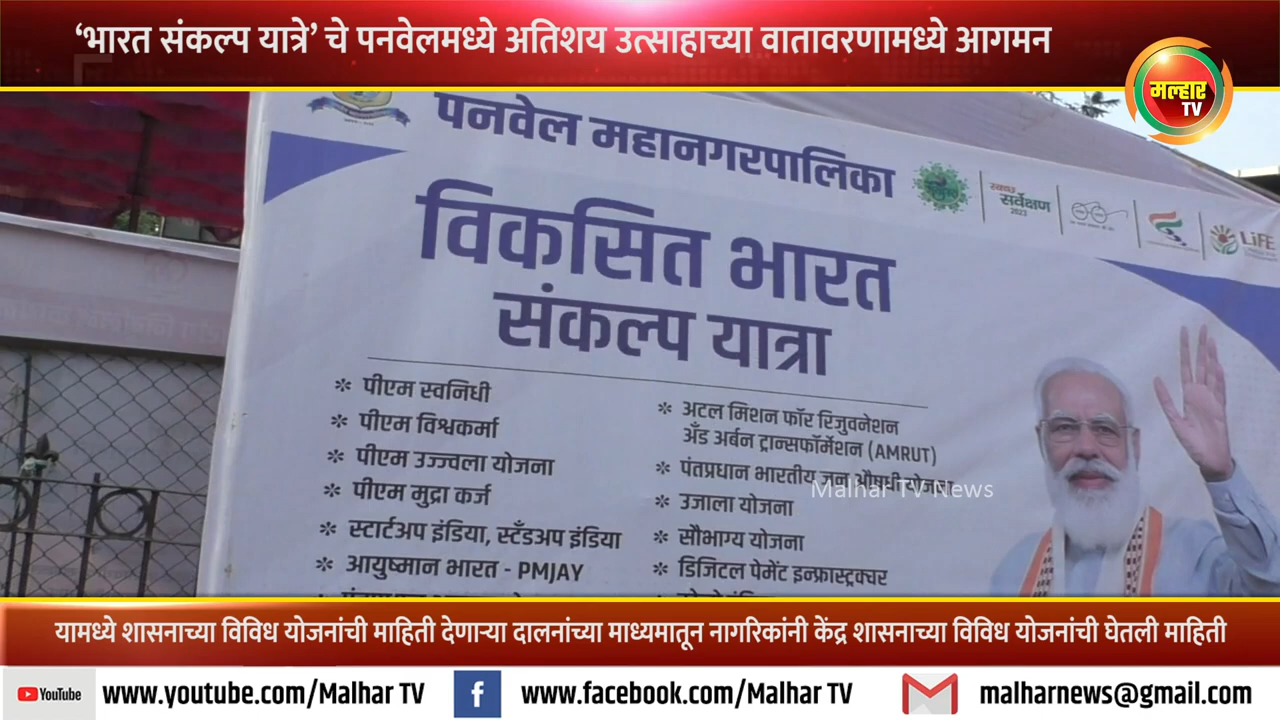 ‘भारत संकल्प यात्रे’ चे पनवेलमध्ये अतिशय उत्साहाच्या वातावरणामध्ये आगमन
मल्हार
TV
पनवेल महानगरपालिका
स्वच्छ
सर्वेक्षण
2023
LiFE
विकसित भारत
संकल्प यात्रा
पीएम स्वनिधी
पीएम विश्वकर्मा
पीएम उज्ज्वला योजना
पीएम मुद्रा कर्ज
स्टार्टअप इंडिया, स्टँडअप इंडिया
आयुष्मान भारत - PMJAY
अटल मिशन फॉर रिजुवनेशन
अँड अर्बन ट्रान्सफॉर्मेशन (AMRUT)
पंतप्रधान भारतीय जन औषधी योजना
उजाला योजना
सौभाग्य योजना
डिजिटल पेमेंट इन्फ्रास्ट्रक्चर
Malhar TV News
यामध्ये शासनाच्या विविध योजनांची माहिती देणाऱ्या दालनांच्या माध्यमातून नागरिकांनी केंद्र शासनाच्या विविध योजनांची घेतली माहिती
YouTube www.youtube.com/Malhar TV www.facebook.com/Malhar TV malharnews@gmail.com